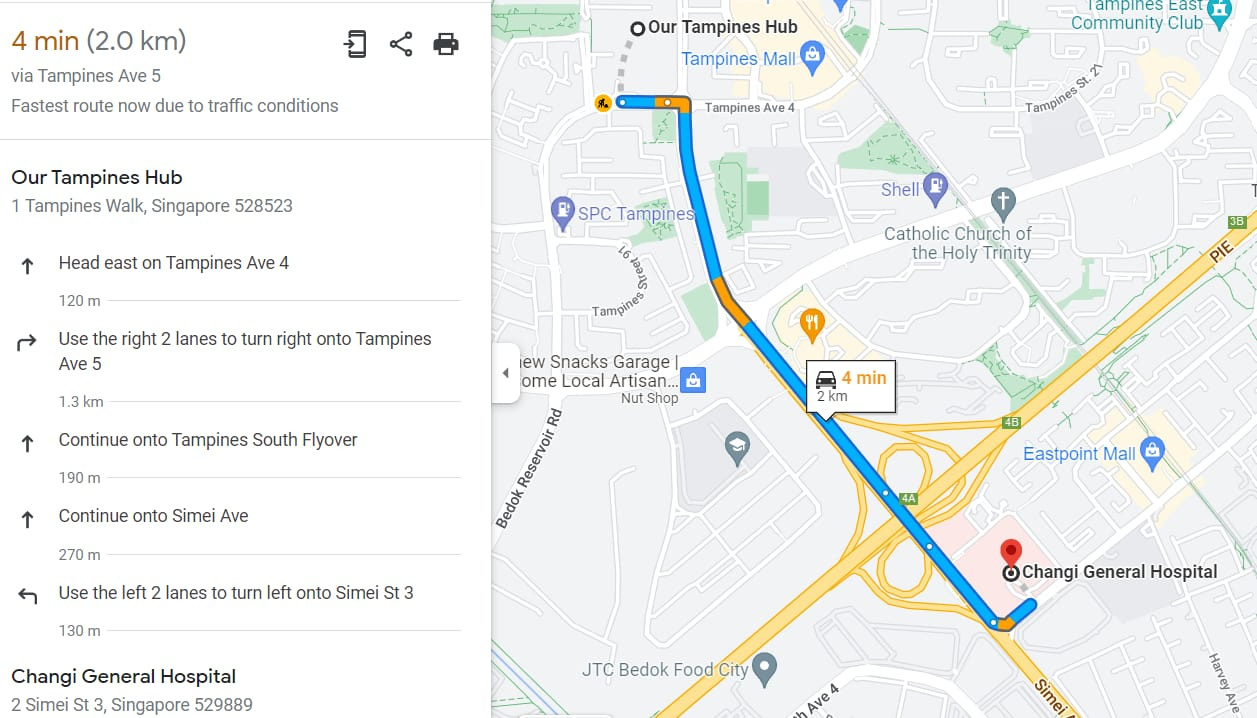 4 min (2.0 km)
via Tampines Ave 5
Fastest route now due to traffic conditions
Our Tampines Hub
1 Tampines Walk, Singapore 528523
Head east on Tampines Ave 4
120 m
Use the right 2 lanes to turn right onto Tampines
Ave 5
1.3 km
Continue onto Tampines South Flyover
190 m
Continue onto Simei Ave
270 m
Use the left 2 lanes to turn left onto Simei St 3
130 m
Changi General Hospital
2 Simei St 3, Singapore 529889
Tampines East
Community Club
Our Tampines Hub
Tampines Mall
Tampines Ave 4
Tampines St. 21
Shell
SPC Tampines
Catholic Church of
the Holy Trinity
3B
PIE
Tampines Street 91
ew Snacks Garage |
ome Local Artisan...
Nut Shop
4 min
2 km
4B
Eastpoint Mall
Bedok Reservoir Rd
4A
Changi General Hospital
JTC Bedok Food City
h Ave 4
Simei
Harvey Ave